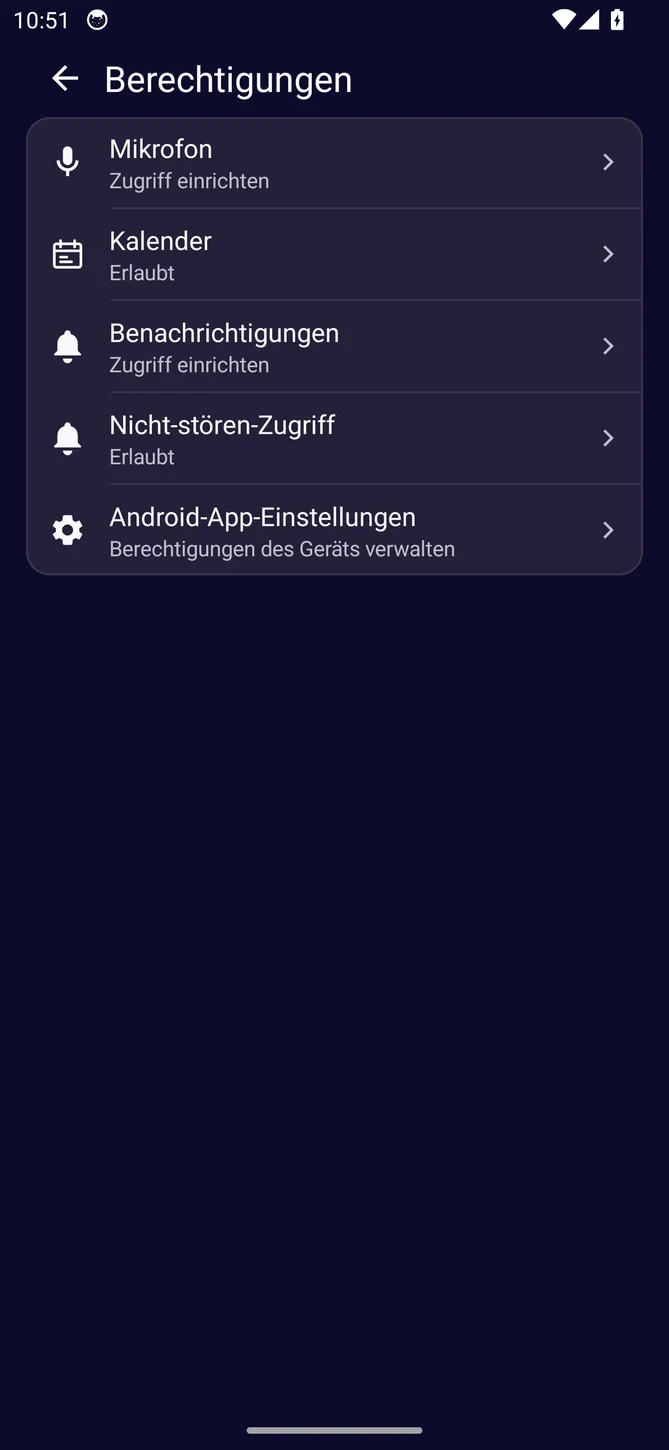 10:51
Berechtigungen
Mikrofon
Zugriff einrichten
Kalender
Erlaubt
Benachrichtigungen
Zugriff einrichten
Nicht-stören-Zugriff
Erlaubt
Android-App-Einstellungen
Berechtigungen des Geräts verwalten